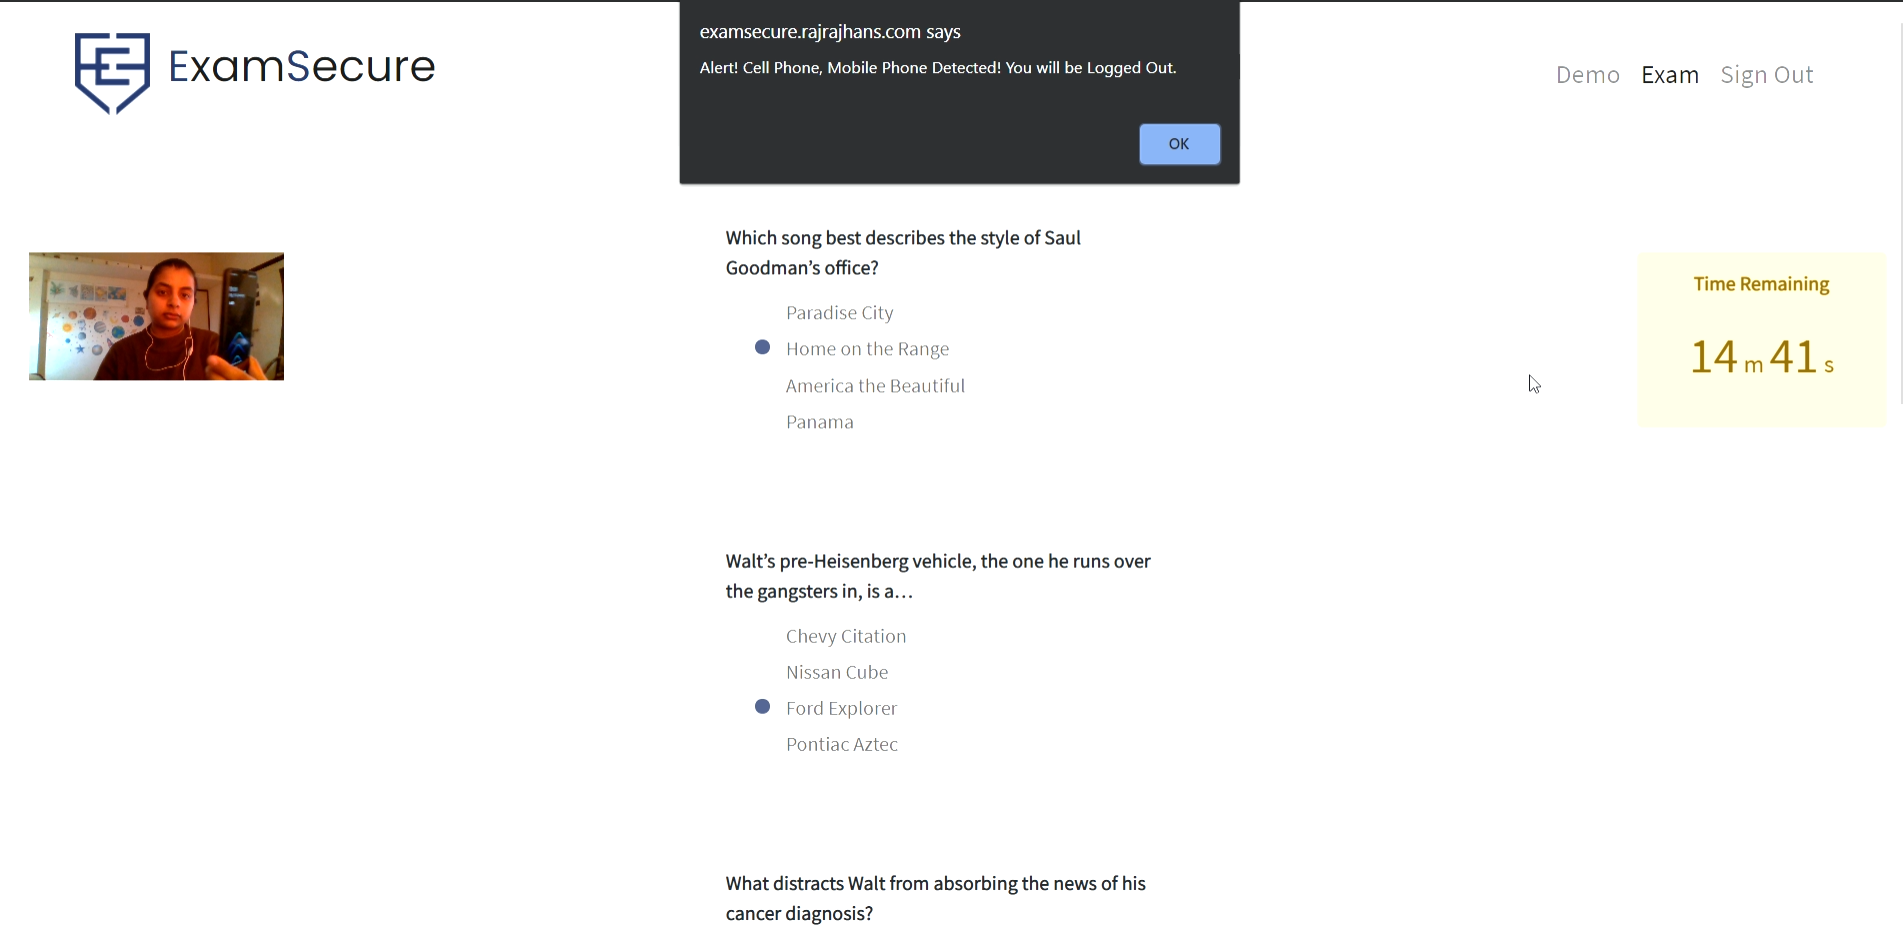 examsecure.rajrajhans.com says
Alert! Cell Phone, Mobile Phone Detected! You will be Logged Out.
OK
ExamSecure
Demo Exam Sign Out
Which song best describes the style of Saul
Goodman’s office?
Paradise City
Home on the Range
America the Beautiful
Panama
Time Remaining
14 m 41 s
Walt’s pre-Heisenberg vehicle, the one he runs over
the gangsters in, is a…
Chevy Citation
Nissan Cube
Ford Explorer
Pontiac Aztec
What distracts Walt from absorbing the news of his
cancer diagnosis?